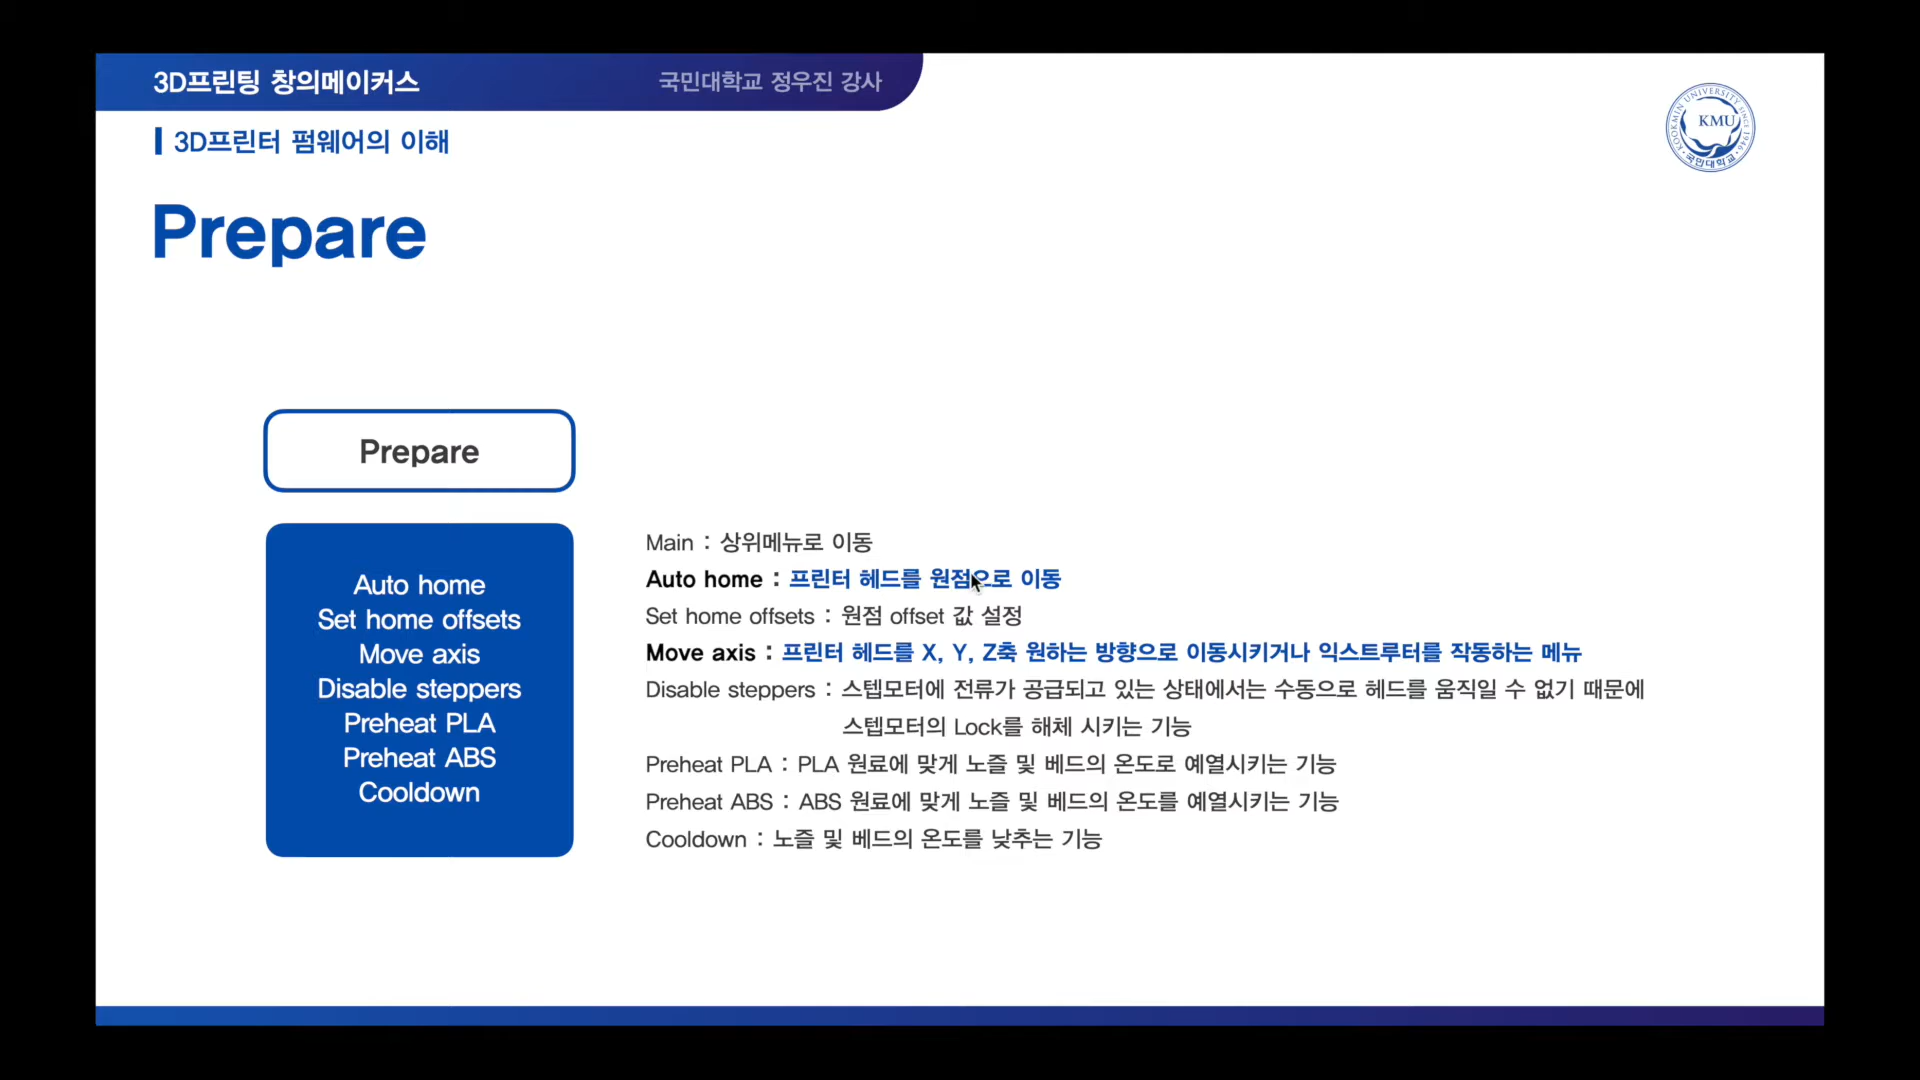 3D프린팅 창의메이커스
국민대학교 정우진 강사
3D프린터 펌웨어의 이해
KOOKMIN UNIVERSITY SINCE 1946
KMU
국민대학교
Prepare
Prepare
Auto home
Set home offsets
Move axis
Disable steppers
Preheat PLA
Preheat ABS
Cooldown
Main : 상위메뉴로 이동
Auto home : 프린터 헤드를 원점으로 이동
Set home offsets : 원점 offset 값 설정
Move axis : 프린터 헤드를 X, Y, Z축 원하는 방향으로 이동시키거나 익스트루터를 작동하는 메뉴
Disable steppers : 스텝모터에 전류가 공급되고 있는 상태에서는 수동으로 헤드를 움직일 수 없기 때문에
스텝모터의 Lock를 해체 시키는 기능
Preheat PLA : PLA 원료에 맞게 노즐 및 베드의 온도로 예열시키는 기능
Preheat ABS : ABS 원료에 맞게 노즐 및 베드의 온도를 예열시키는 기능
Cooldown : 노즐 및 베드의 온도를 낮추는 기능